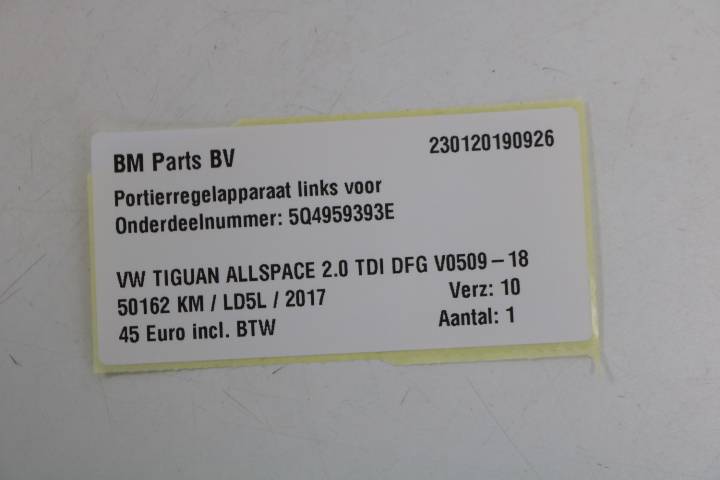 BM Parts BV 230120190926
Portierregelapparaat links voor
Onderdeelnummer: 5Q4959393E
VW TIGUAN ALLSPACE 2.0 TDI DFG V0509-18
50162 KM / LD5L / 2017 Verz: 10
45 Euro incl. BTW Aantal: 1